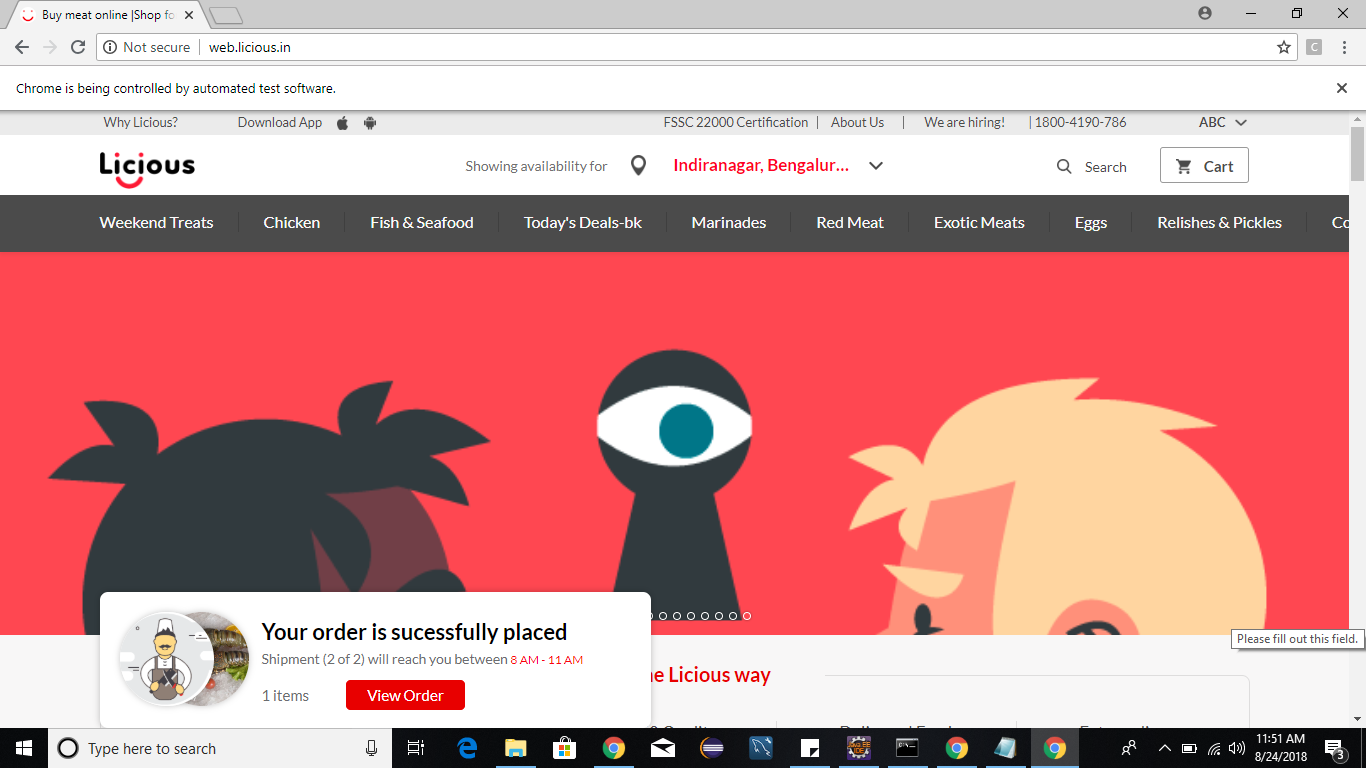 Buy meat online |Shop fo
Not secure | web.licious.in
C
Chrome is being controlled by automated test software.
Why Licious? Download App FSSC 22000 Certification | About Us | We are hiring! | 1800-4190-786 ABC
Licious Showing availability for Indiranagar, Bengalur... Search Cart
Weekend Treats Chicken Fish & Seafood Today's Deals-bk Marinades Red Meat Exotic Meats Eggs Relishes & Pickles Co
Your order is sucessfully placed
Shipment (2 of 2) will reach you between 8 AM - 11 AM
1 items View Order
Please fill out this field.
e Licious way
Type here to search
11:51 AM
8/24/2018
3